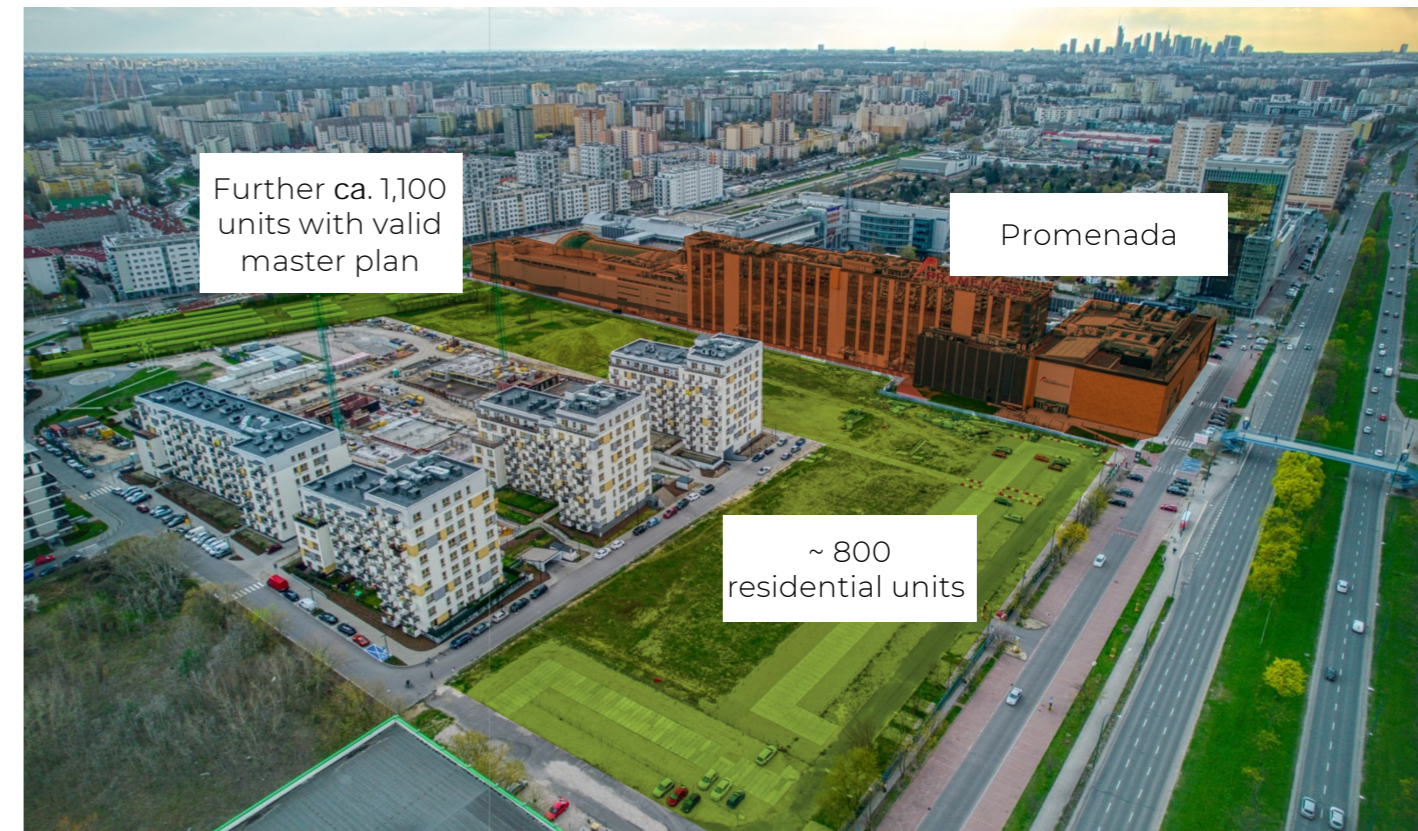 Further ca. 1,100
units with valid
master plan
Promenada
~ 800
residential units